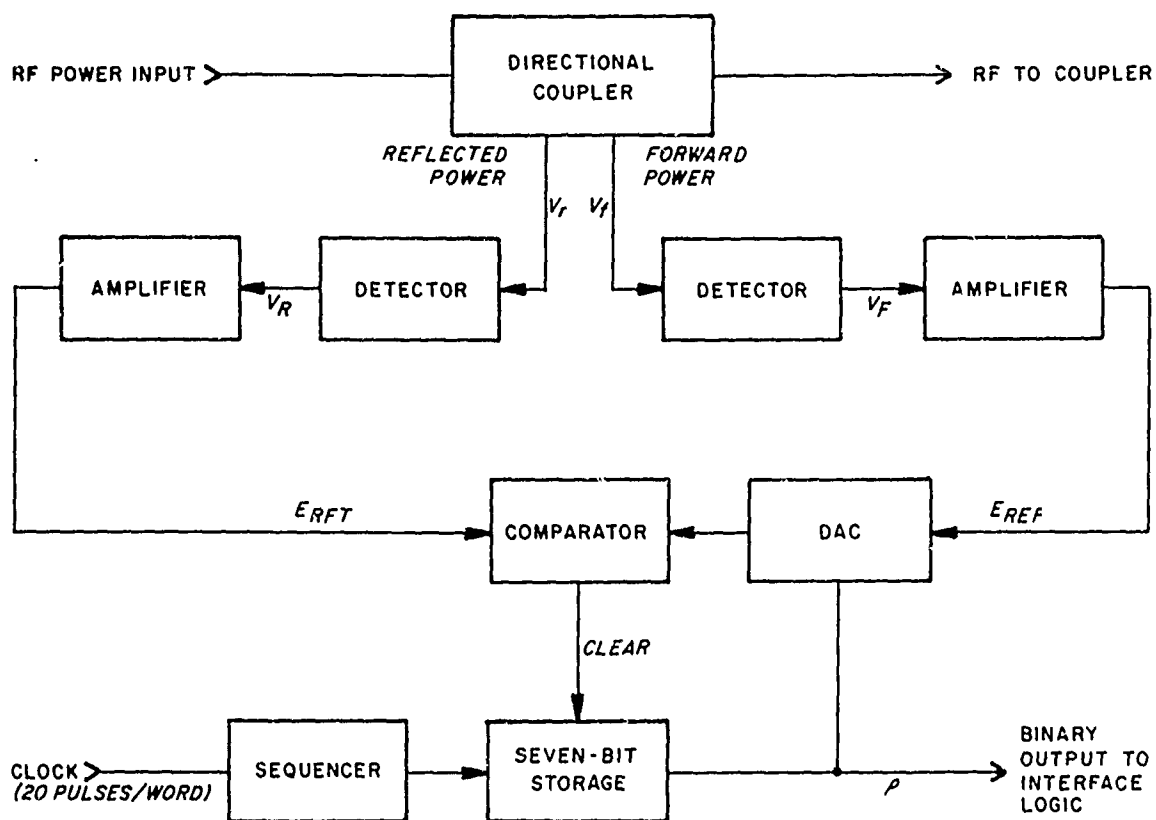 RF POWER INPUT
DIRECTIONAL
COUPLER
RF TO COUPLER
REFLECTED
POWER
FORWARD
POWER
Vr
Vf
AMPLIFIER
VR
DETECTOR
DETECTOR
VF
AMPLIFIER
ERFT
COMPARATOR
DAC
EREF
CLEAR
CLOCK
(20 PULSES/WORD)
SEQUENCER
SEVEN-BIT
STORAGE
ρ
BINARY
OUTPUT TO
INTERFACE
LOGIC